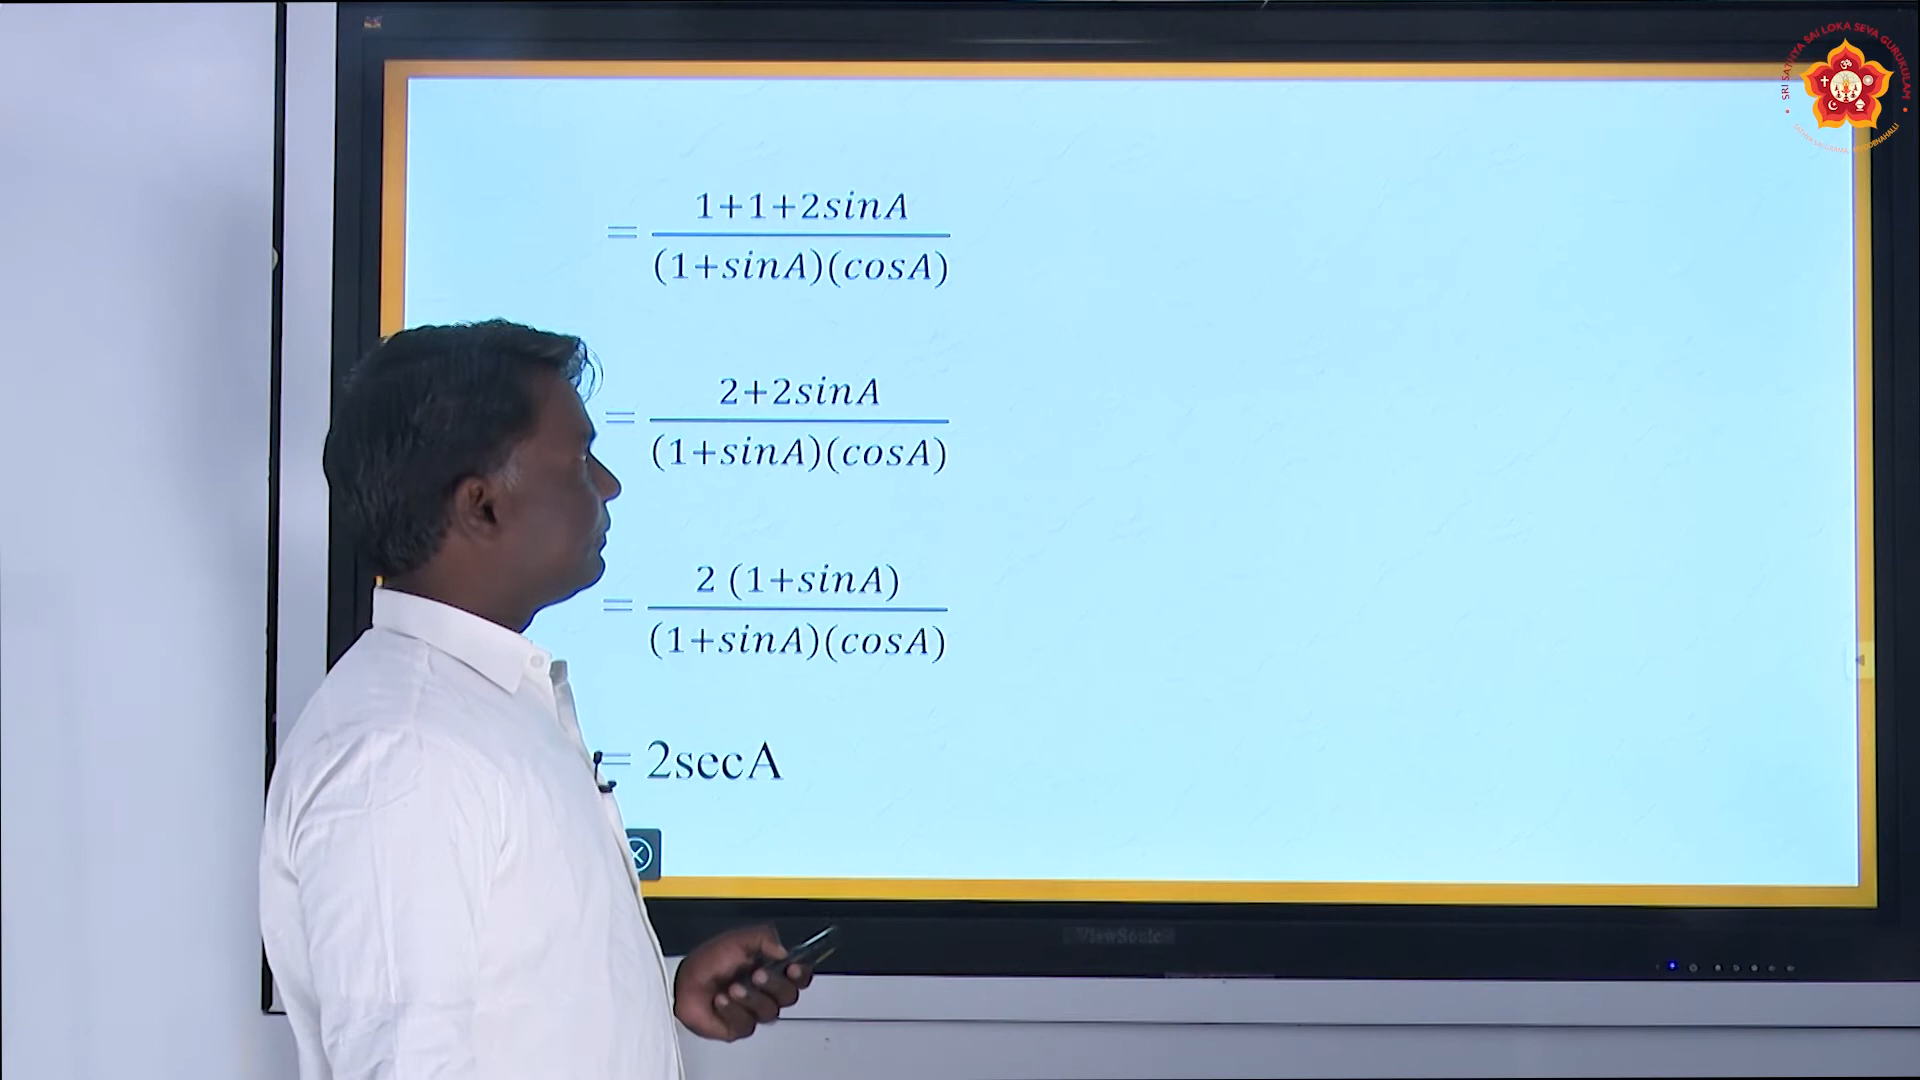 SRI SATHYA SAI LOKA SEVA GURUKULAM
= 1+1+2sinA
(1+sinA)(cosA)
= 2+2sinA
(1+sinA)(cosA)
= 2 (1+sinA)
(1+sinA)(cosA)
= 2secA
ViewSonic